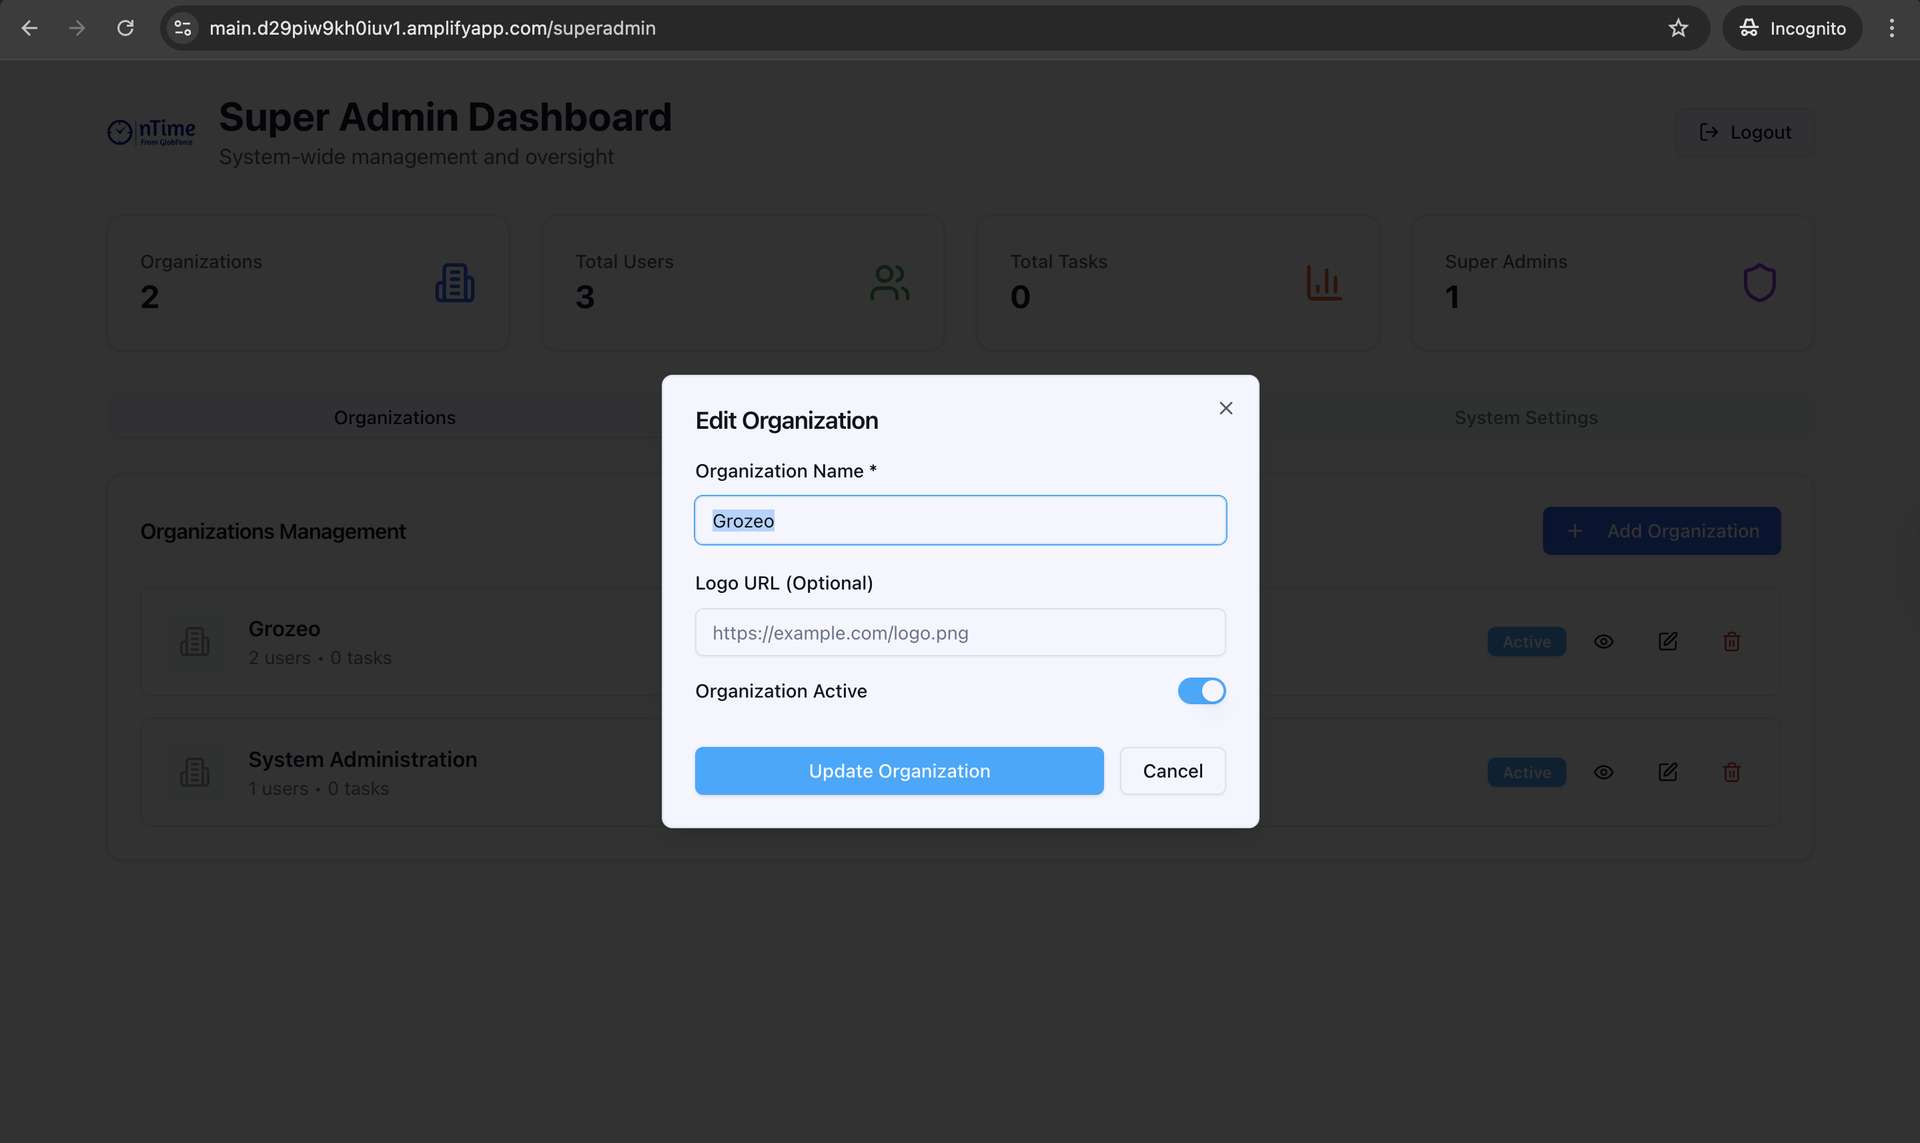 main.d29piw9kh0iuv1.amplifyapp.com/superadmin
Incognito
nTime
From GlobForce
Super Admin Dashboard
System-wide management and oversight
Logout
Organizations
2
Total Users
3
Total Tasks
0
Super Admins
1
Organizations
System Settings
Edit Organization
Organization Name *
Grozeo
Logo URL (Optional)
https://example.com/logo.png
Organization Active
Update Organization
Cancel
Organizations Management
+ Add Organization
Grozeo
2 users • 0 tasks
Active
System Administration
1 users • 0 tasks
Active